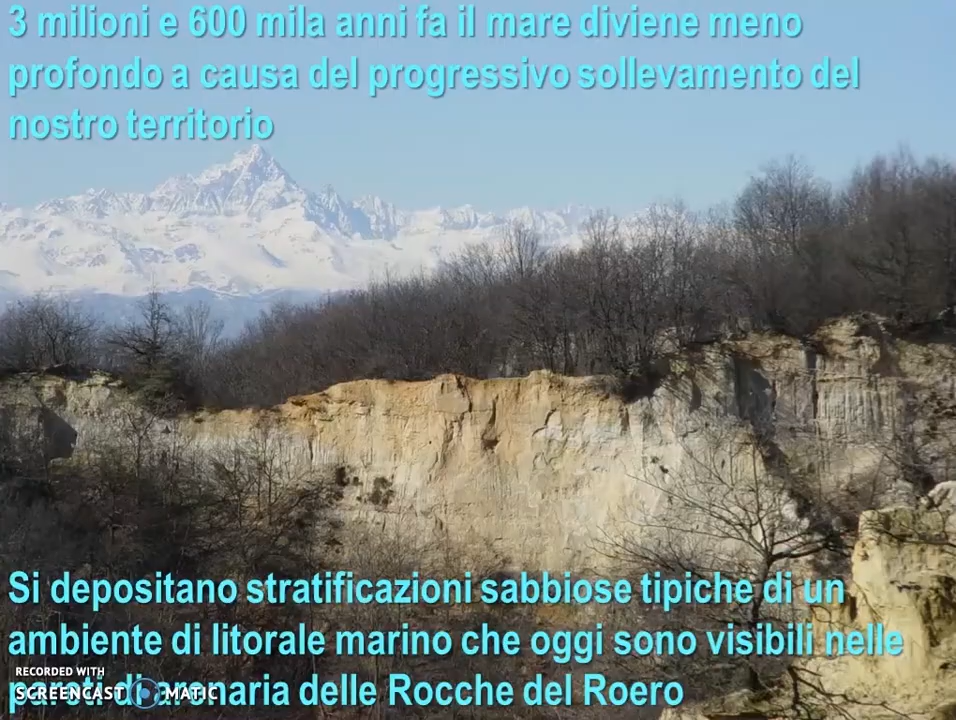 3 milioni e 600 mila anni fa il mare diviene meno
profondo a causa del progressivo sollevamento del
nostro territorio
Si depositano stratificazioni sabbiose tipiche di un
ambiente di litorale marino che oggi sono visibili nelle
RECORDED WITH
pareti di arenaria delle Rocche del Roero
SCREENCAST MATIC